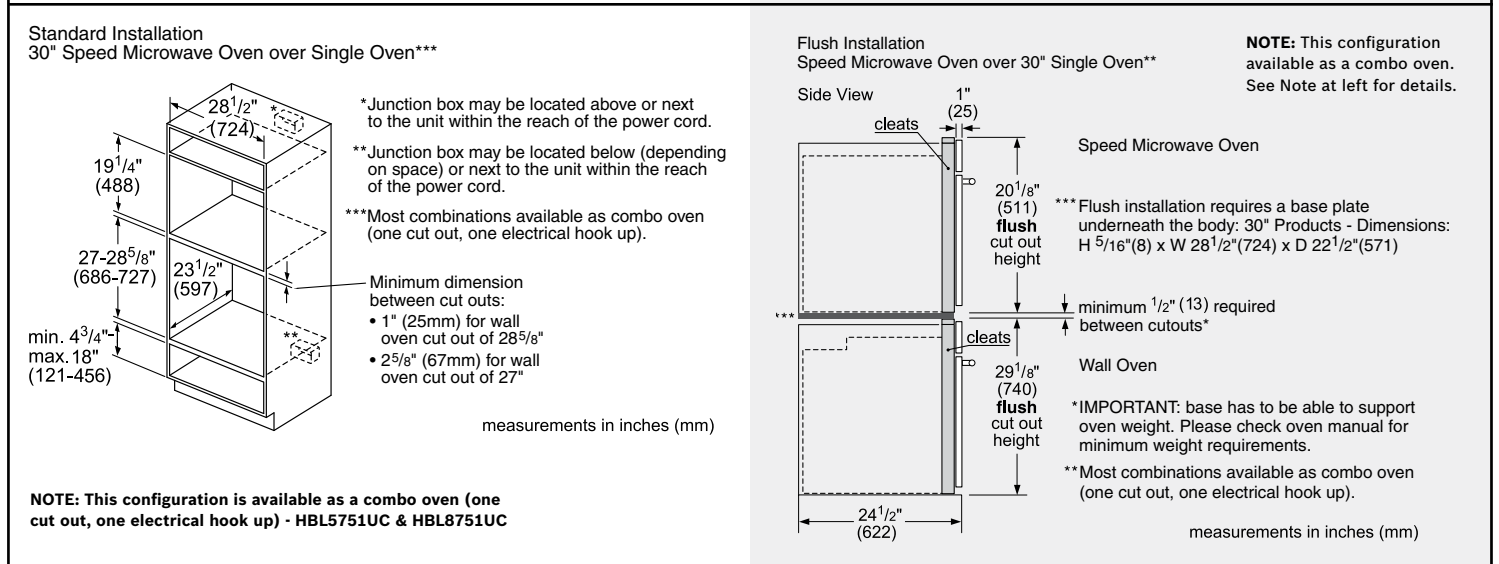 Standard Installation
30" Speed Microwave Oven over Single Oven***
28 1/2"
(724)
*
19 1/4"
(488)
27-28 5/8"
(686-727)
23 1/2"
(597)
min. 4 3/4"-
max. 18"
(121-456)
**
*Junction box may be located above or next
to the unit within the reach of the power cord.
**Junction box may be located below (depending
on space) or next to the unit within the reach
of the power cord.
***Most combinations available as combo oven
(one cut out, one electrical hook up).
Minimum dimension
between cut outs:
• 1" (25mm) for wall
oven cut out of 28 5/8"
• 2 5/8" (67mm) for wall
oven cut out of 27"
measurements in inches (mm)
NOTE: This configuration is available as a combo oven (one
cut out, one electrical hook up) - HBL5751UC & HBL8751UC
Flush Installation
Speed Microwave Oven over 30" Single Oven**
NOTE: This configuration
available as a combo oven.
See Note at left for details.
Side View
1"
(25)
cleats
Speed Microwave Oven
20 1/8"
(511)
flush
cut out
height
***Flush installation requires a base plate
underneath the body: 30" Products - Dimensions:
H 5/16"(8) x W 28 1/2"(724) x D 22 1/2"(571)
***
minimum 1/2" (13) required
between cutouts*
cleats
Wall Oven
29 1/8"
(740)
flush
cut out
height
*IMPORTANT: base has to be able to support
oven weight. Please check oven manual for
minimum weight requirements.
**Most combinations available as combo oven
(one cut out, one electrical hook up).
24 1/2"
(622)
measurements in inches (mm)